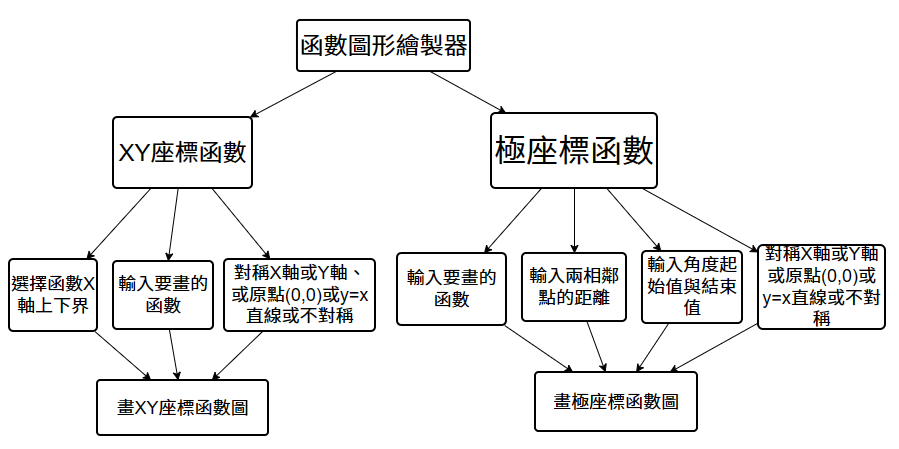 函數圖形繪製器
XY座標函數
極座標函數
選擇函數X
軸上下界
輸入要畫的
函數
對稱X軸或Y軸、
或原點(0,0)或y=x
直線或不對稱
輸入要畫的
函數
輸入兩相鄰
點的距離
輸入角度起
始值與結束
值
對稱X軸或Y軸
或原點(0,0)或
y=x直線或不對
稱
畫XY座標函數圖
畫極座標函數圖